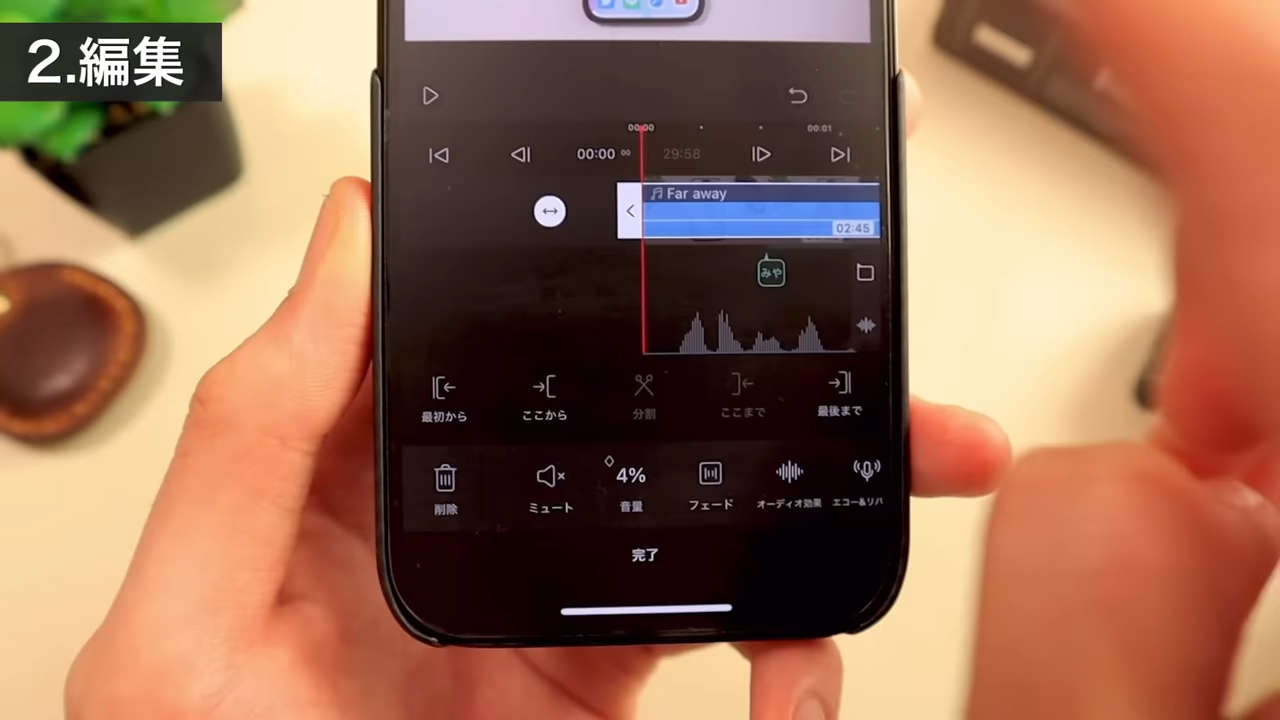 2.編集
00:00
00:01
00:00 00
29:58
Far away
02:45
みや
最初から
ここから
分割
ここまで
最後まで
4%
削除
ミュート
音量
フェード
オーディオ効果
エコー&リバ
完了